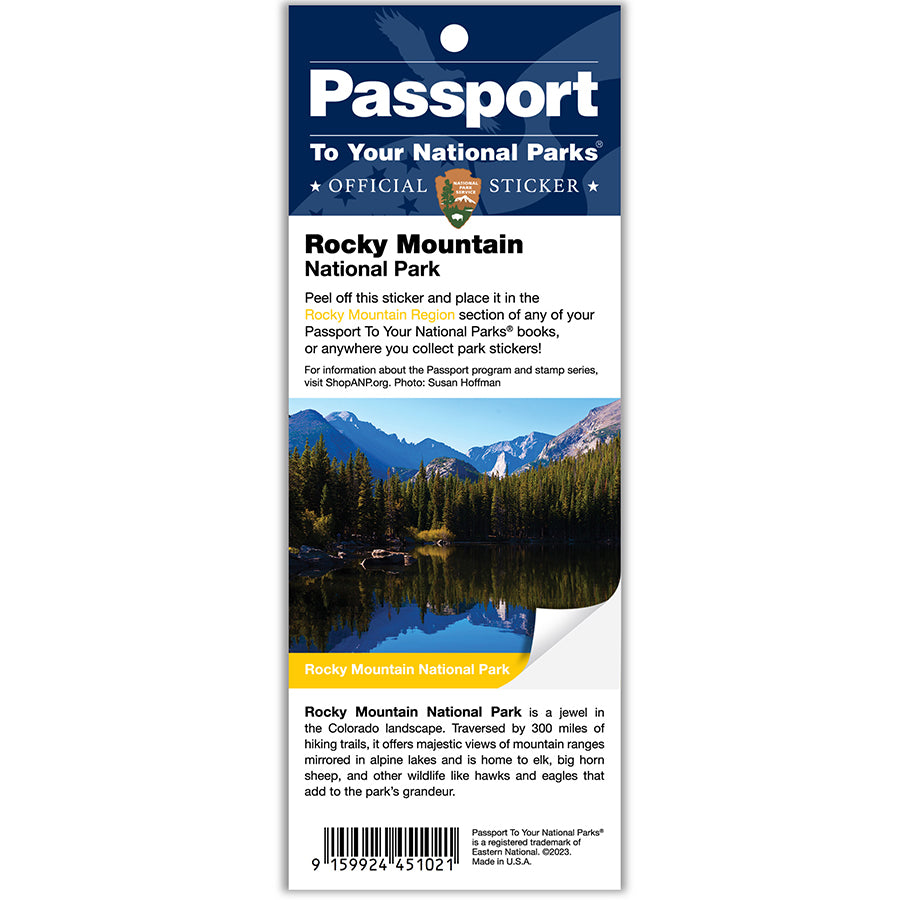 Passport
To Your National Parks®
★ OFFICIAL STICKER ★
NATIONAL
PARK
SERVICE
Rocky Mountain
National Park
Peel off this sticker and place it in the
Rocky Mountain Region section of any of your
Passport To Your National Parks® books,
or anywhere you collect park stickers!
For information about the Passport program and stamp series,
visit ShopANP.org. Photo: Susan Hoffman
Rocky Mountain National Park
Rocky Mountain National Park is a jewel in
the Colorado landscape. Traversed by 300 miles of
hiking trails, it offers majestic views of mountain ranges
mirrored in alpine lakes and is home to elk, big horn
sheep, and other wildlife like hawks and eagles that
add to the park's grandeur.
9 159924 451021
Passport To Your National Parks®
is a registered trademark of
Eastern National. ©2023.
Made in U.S.A.